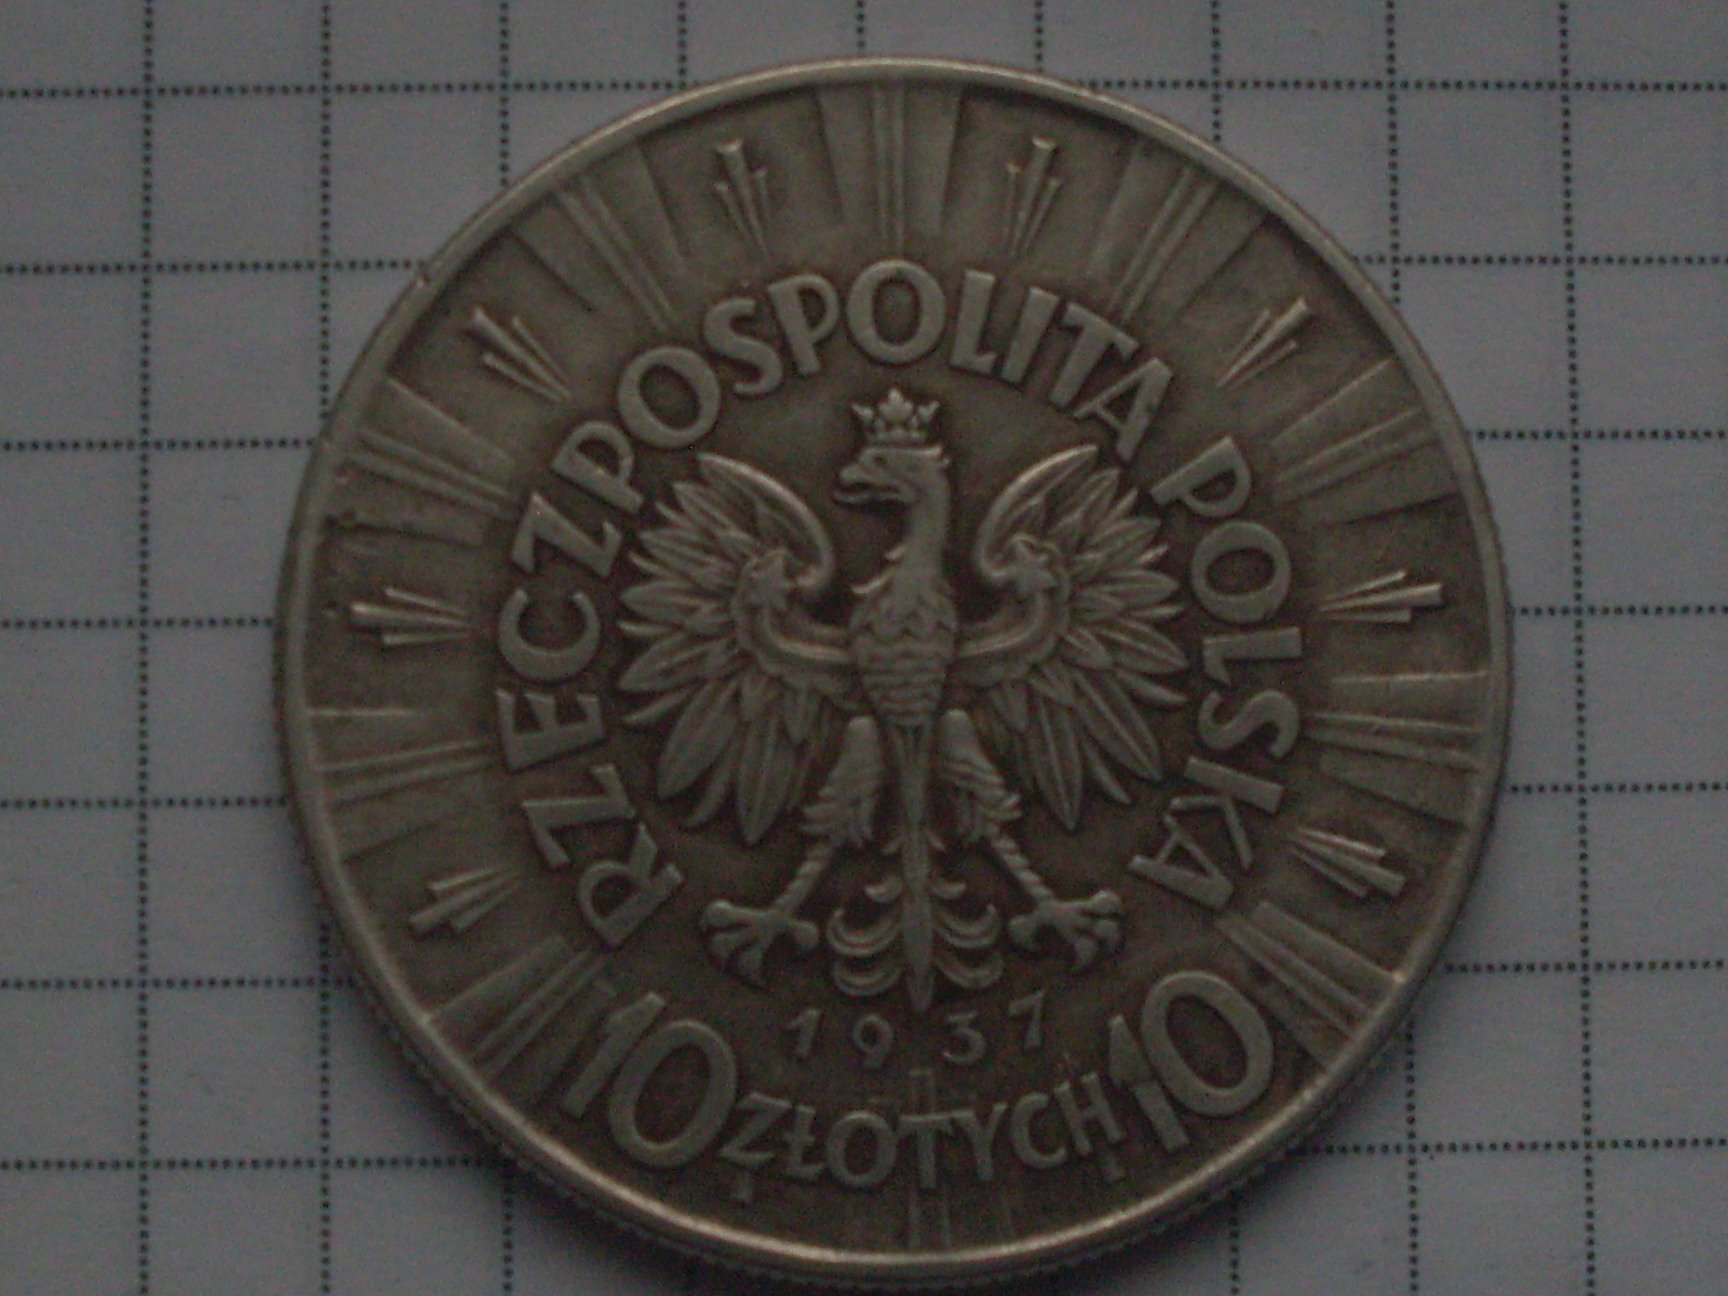 RZECZPOSPOLITA POLSKA
1937
10 ZŁOTYCH 10